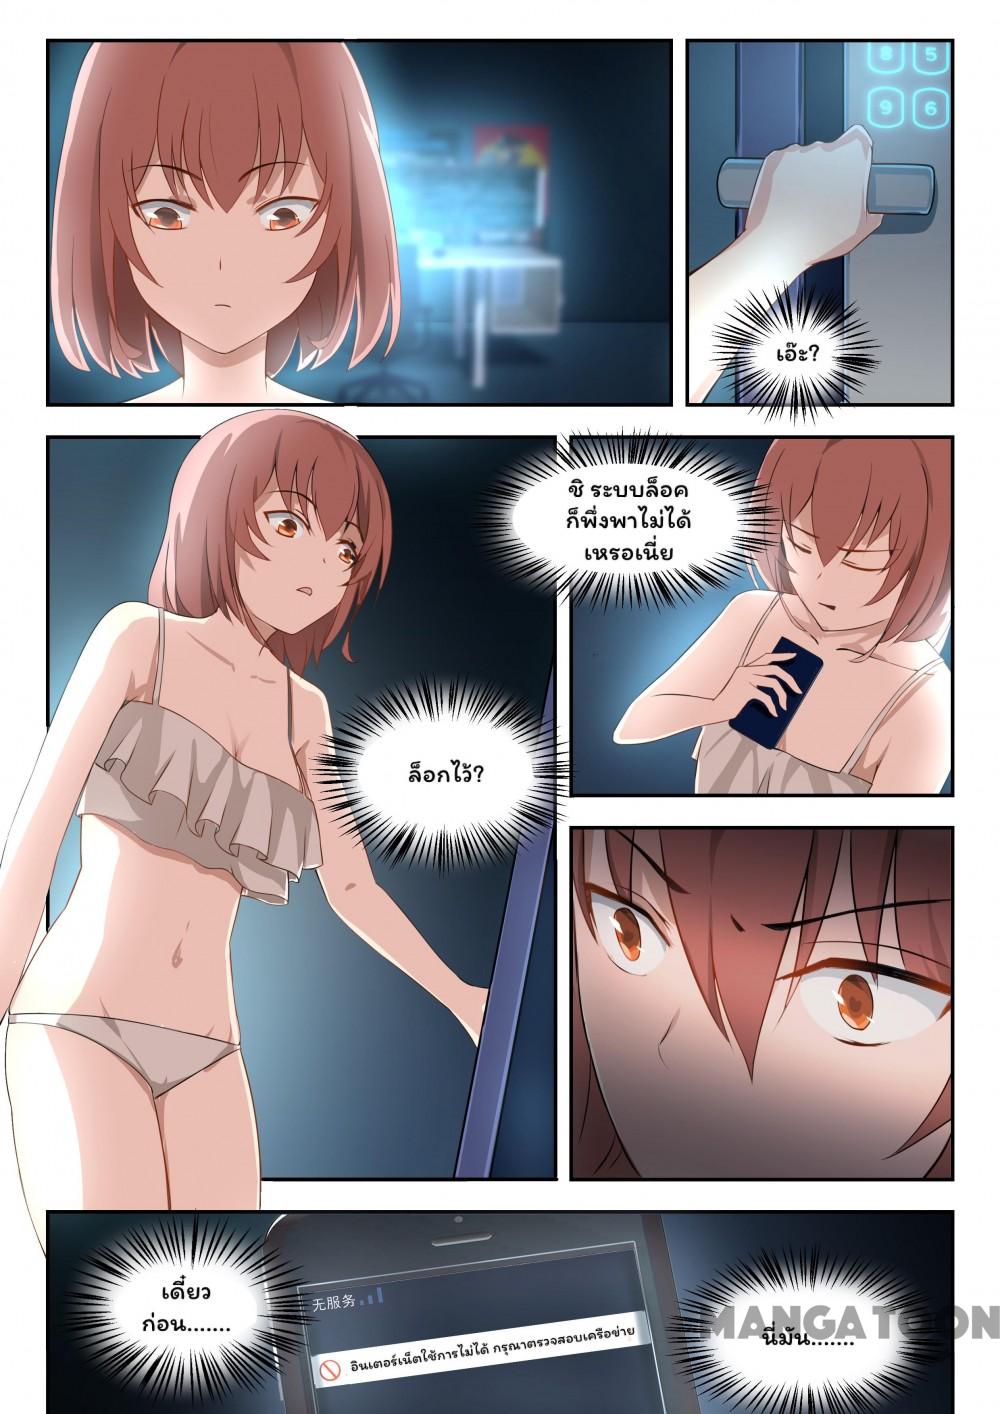 8 5
9 6
เอ๊ะ?
ชิ ระบบล็อค
ก็พึ่งพาไม่ได้
เหรอเนี่ย
ล็อกไว้?
เดี๋ยว
ก่อน.......
无服务
อินเตอร์เน็ตใช้การไม่ได้ กรุณาตรวจสอบเครือข่าย
นี่มัน.......
MANGATOON